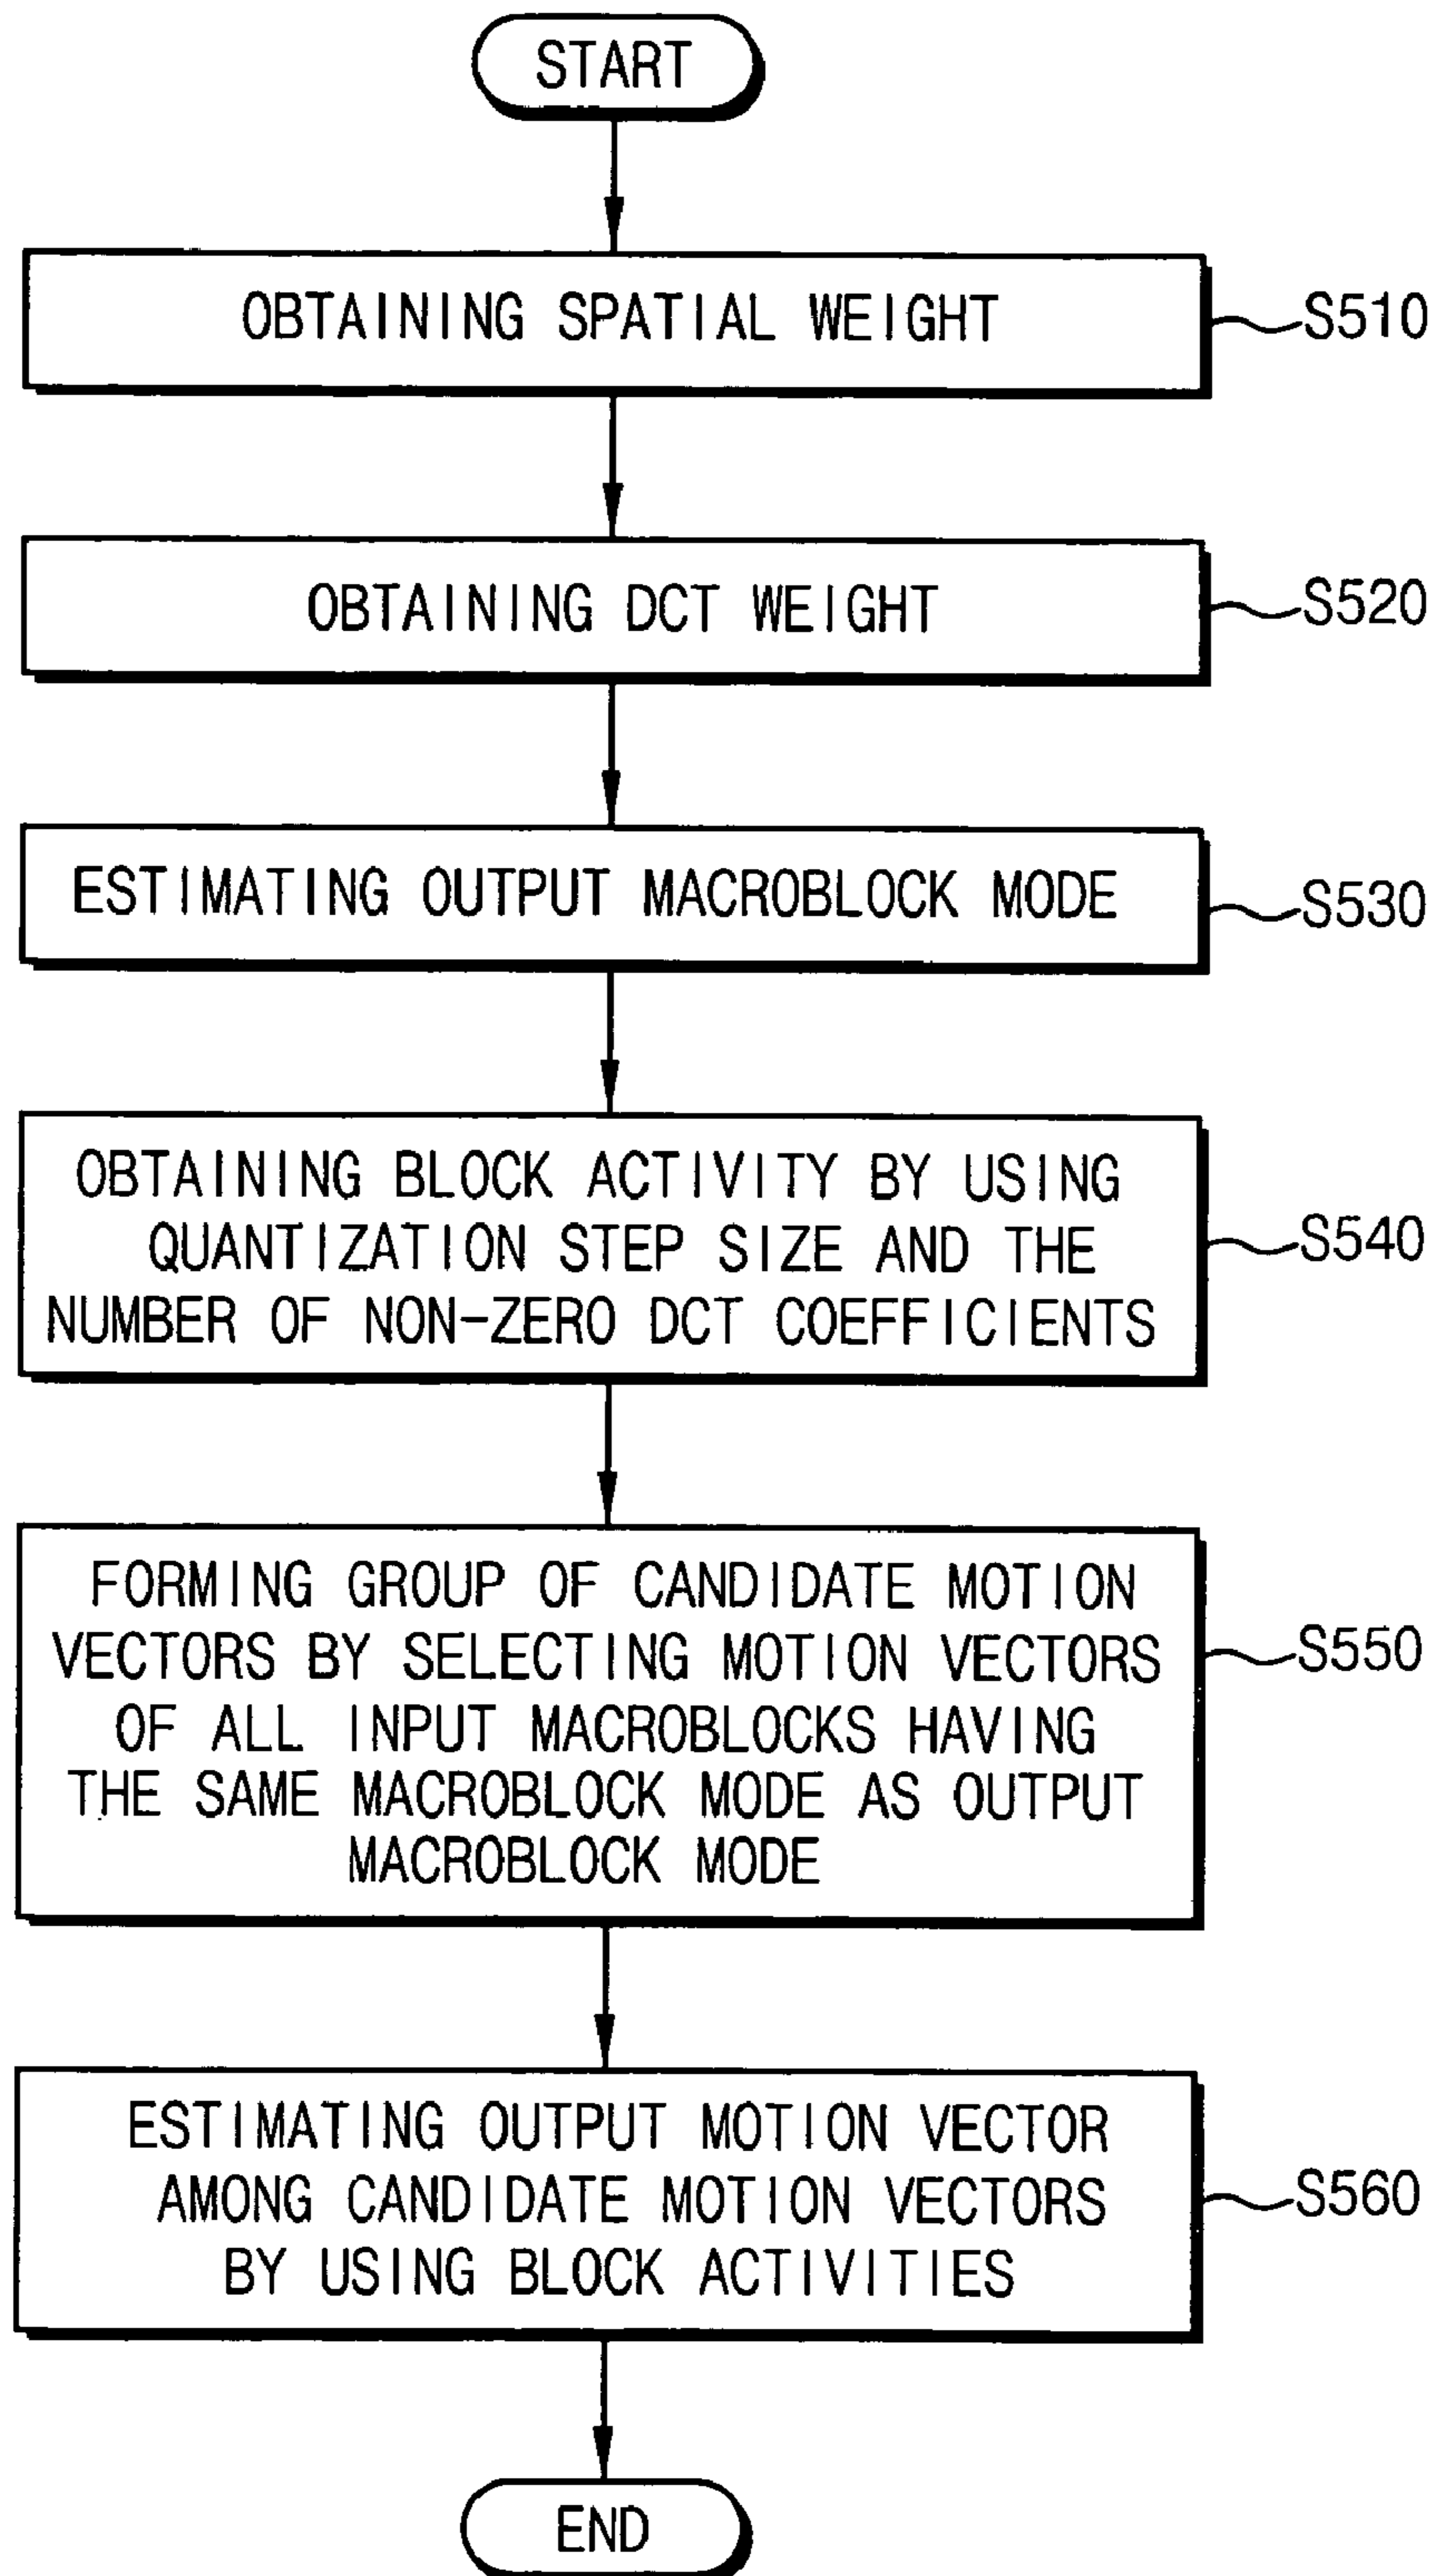 START
OBTAINING SPATIAL WEIGHT
S510
OBTAINING DCT WEIGHT
S520
ESTIMATING OUTPUT MACROBLOCK MODE
S530
OBTAINING BLOCK ACTIVITY BY USING
QUANTIZATION STEP SIZE AND THE
NUMBER OF NON-ZERO DCT COEFFICIENTS
S540
FORMING GROUP OF CANDIDATE MOTION
VECTORS BY SELECTING MOTION VECTORS
OF ALL INPUT MACROBLOCKS HAVING
THE SAME MACROBLOCK MODE AS OUTPUT
MACROBLOCK MODE
S550
ESTIMATING OUTPUT MOTION VECTOR
AMONG CANDIDATE MOTION VECTORS
BY USING BLOCK ACTIVITIES
S560
END